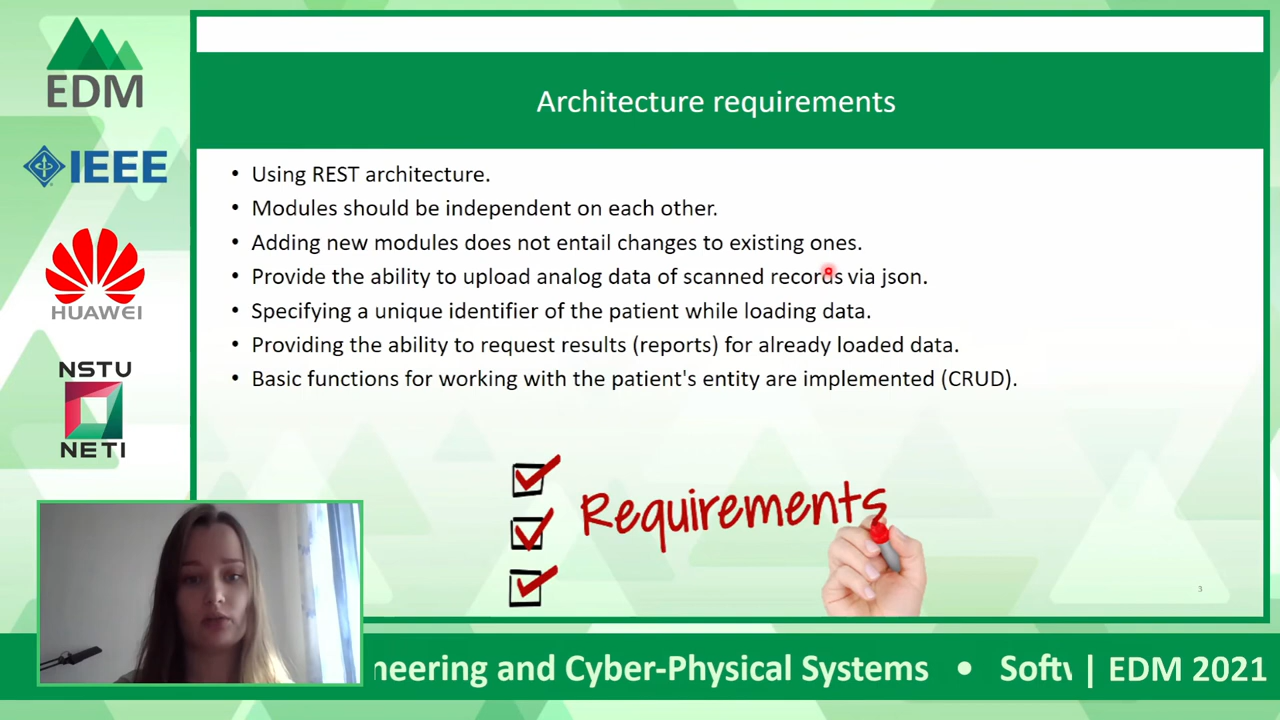 EDM
IEEE
HUAWEI
NSTU
NETI
Architecture requirements
• Using REST architecture.
• Modules should be independent on each other.
• Adding new modules does not entail changes to existing ones.
• Provide the ability to upload analog data of scanned records via json.
• Specifying a unique identifier of the patient while loading data.
• Providing the ability to request results (reports) for already loaded data.
• Basic functions for working with the patient's entity are implemented (CRUD).
Requirements
3
neering and Cyber-Physical Systems • Softw | EDM 2021